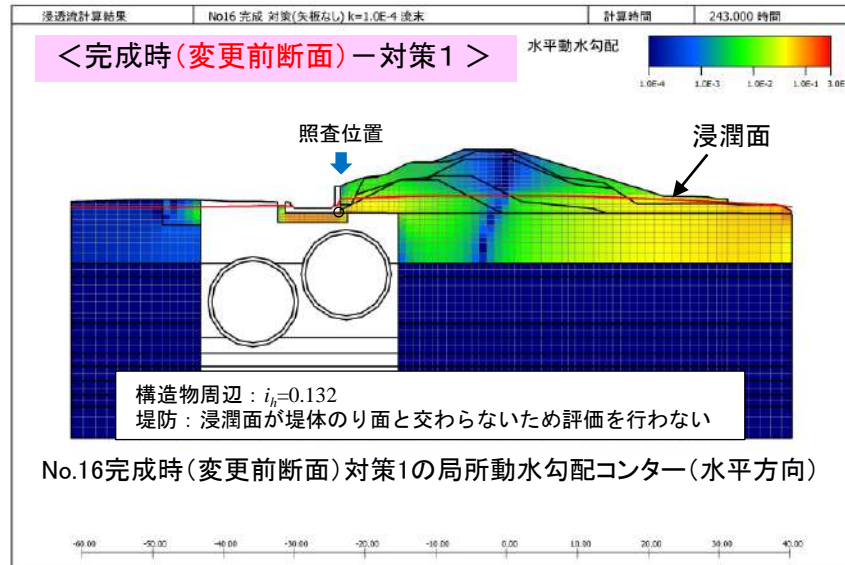 浸透流計算結果 No16 完成 対策(矢板なし) k=1.0E-4 流末 計算時間 243.000 時間
＜完成時(変更前断面)－対策1＞
水平動水勾配
1.0E-4 1.0E-3 1.0E-2 1.0E-1 3.0E
照査位置
浸潤面
構造物周辺：ih=0.132
堤防：浸潤面が堤体のり面と交わらないため評価を行わない
No.16完成時(変更前断面)対策1の局所動水勾配コンター(水平方向)
-60.00 -50.00 -40.00 -30.00 -20.00 -10.00 0.00 10.00 20.00 30.00 40.00